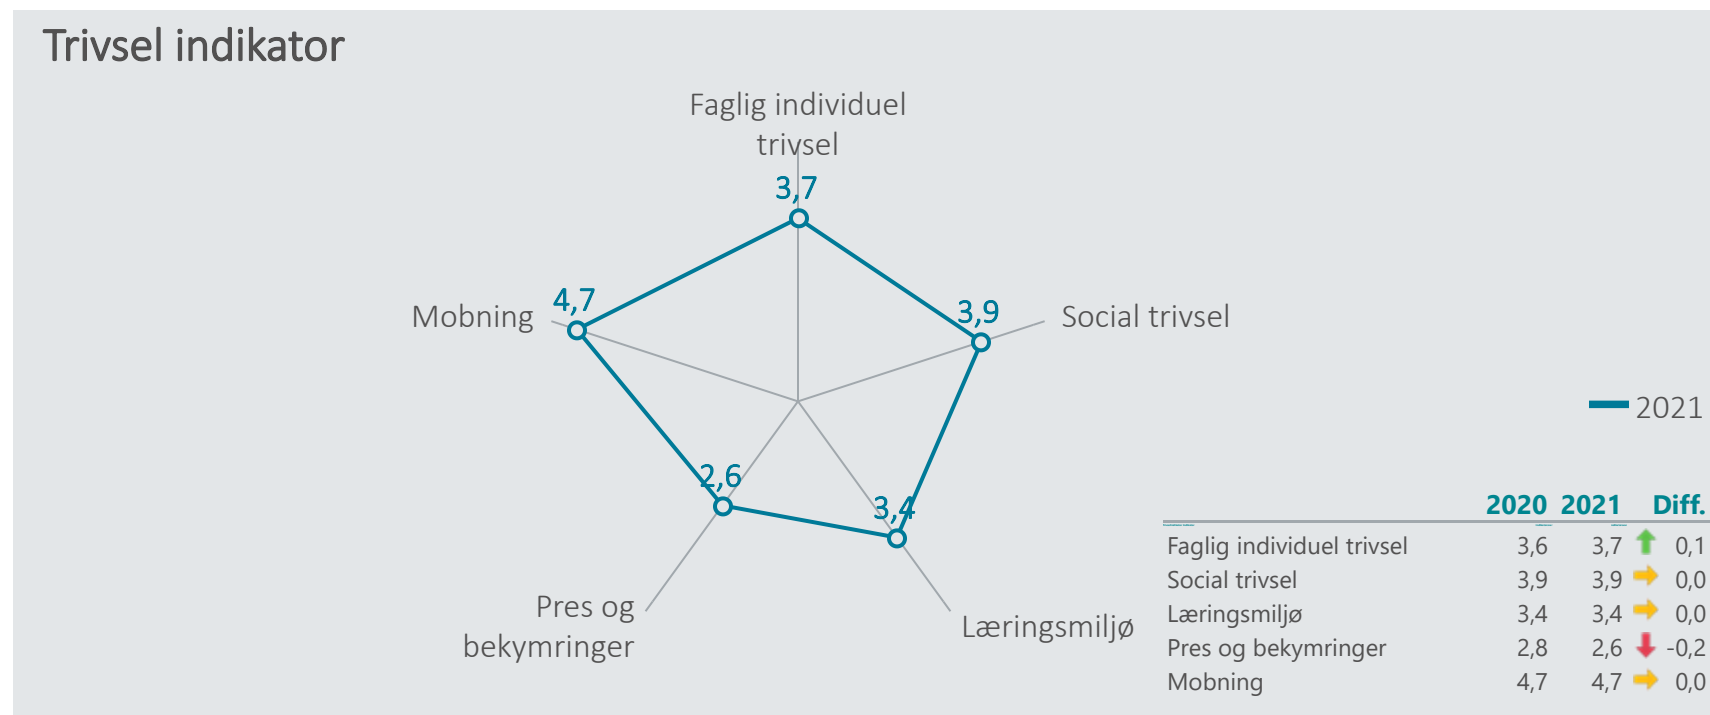 Trivsel indikator
Faglig individuel
trivsel
3,7
4,7
3,9
Mobning
Social trivsel
2021
2,6
3,4
Pres og
bekymringer
Læringsmiljø
2020 2021 Diff.
Faglig individuel trivsel 3,6 3,7 0,1
Social trivsel 3,9 3,9 0,0
Læringsmiljø 3,4 3,4 0,0
Pres og bekymringer 2,8 2,6 -0,2
Mobning 4,7 4,7 0,0